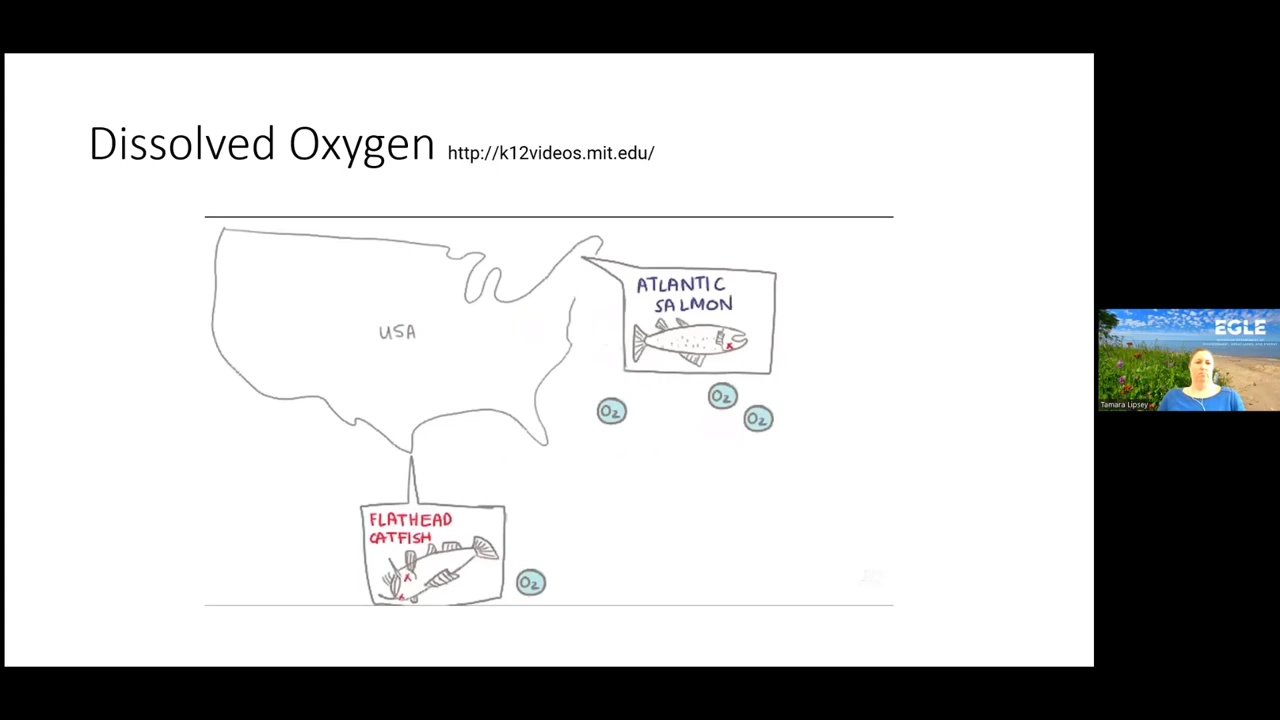 Dissolved Oxygen http://k12videos.mit.edu/
USA
ATLANTIC
SALMON
O2
O2
O2
FLATHEAD
CATFISH
O2
EGLE
Tamara Lipsey